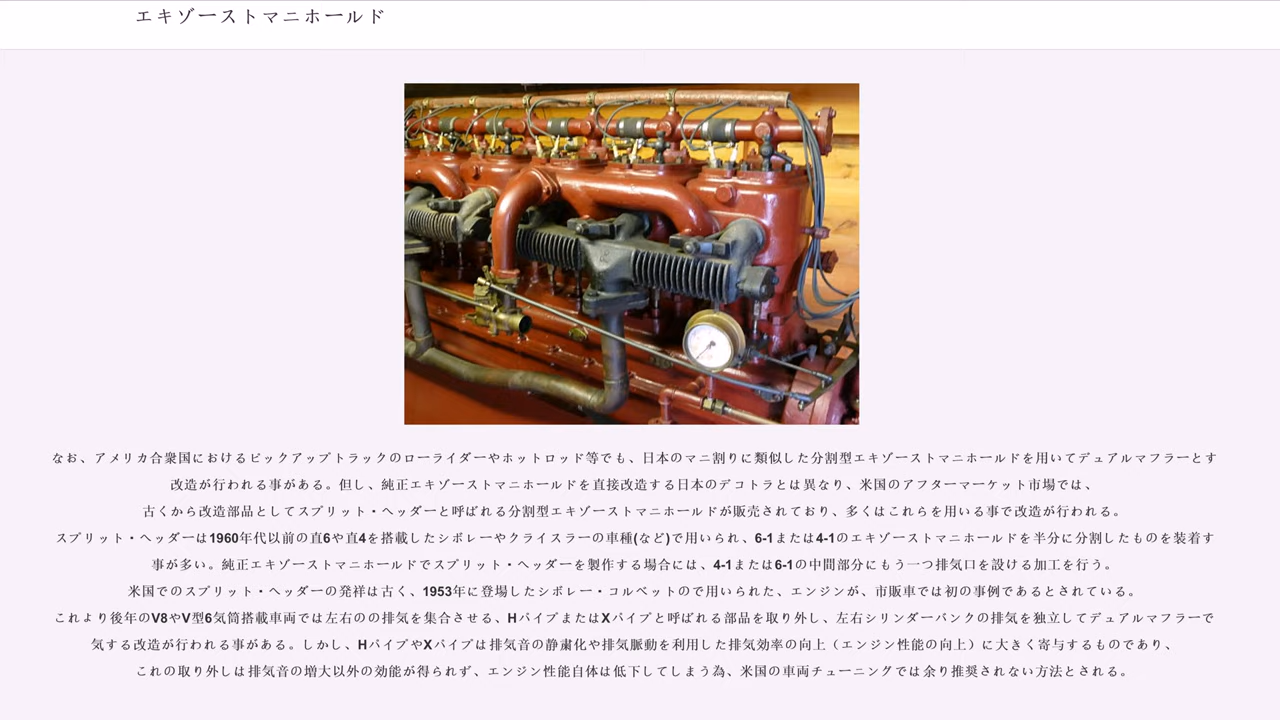 エキゾーストマニホールド
なお、アメリカ合衆国におけるピックアップトラックのローライダーやホットロッド等でも、日本のマニ割りに類似した分割型エキゾーストマニホールドを用いてデュアルマフラーとす
改造が行われる事がある。但し、純正エキゾーストマニホールドを直接改造する日本のデコトラとは異なり、米国のアフターマーケット市場では、
古くから改造部品としてスプリット・ヘッダーと呼ばれる分割型エキゾーストマニホールドが販売されており、多くはこれらを用いる事で改造が行われる。
スプリット・ヘッダーは1960年代以前の直6や直4を搭載したシボレーやクライスラーの車種(など)で用いられ、6-1または4-1のエキゾーストマニホールドを半分に分割したものを装着す
事が多い。純正エキゾーストマニホールドでスプリット・ヘッダーを製作する場合には、4-1または6-1の中間部分にもう一つ排気口を設ける加工を行う。
米国でのスプリット・ヘッダーの発祥は古く、1953年に登場したシボレー・コルベットので用いられた、エンジンが、市販車では初の事例であるとされている。
これより後年のV8やV型6気筒搭載車両では左右のの排気を集合させる、HパイプまたはXパイプと呼ばれる部品を取り外し、左右シリンダーバンクの排気を独立してデュアルマフラーで
気する改造が行われる事がある。しかし、HパイプやXパイプは排気音の静粛化や排気脈動を利用した排気効率の向上（エンジン性能の向上）に大きく寄与するものであり、
これの取り外しは排気音の増大以外の効能が得られず、エンジン性能自体は低下してしまう為、米国の車両チューニングでは余り推奨されない方法とされる。